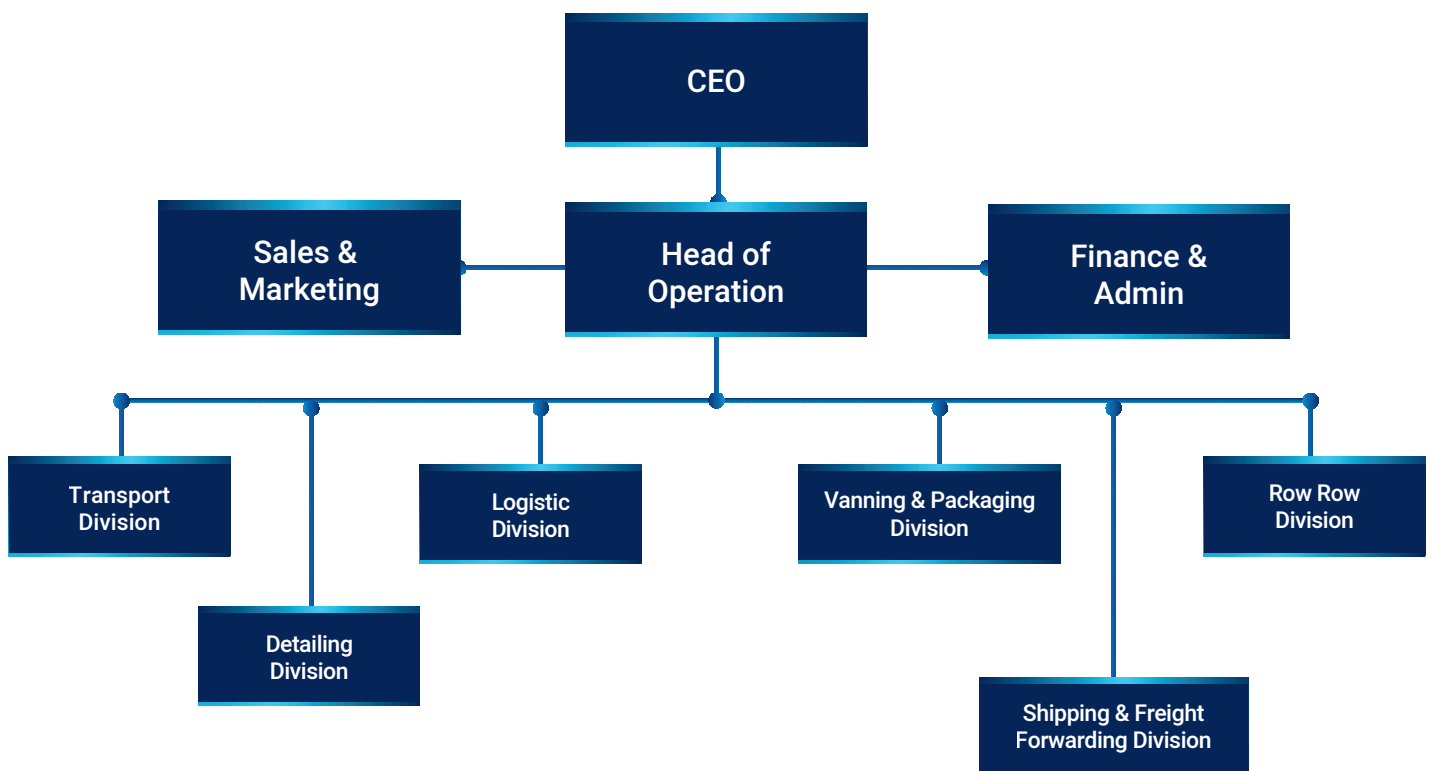 CEO
Sales &
Marketing
Head of
Operation
Finance &
Admin
Transport
Division
Logistic
Division
Vanning & Packaging
Division
Row Row
Division
Detailing
Division
Shipping & Freight
Forwarding Division